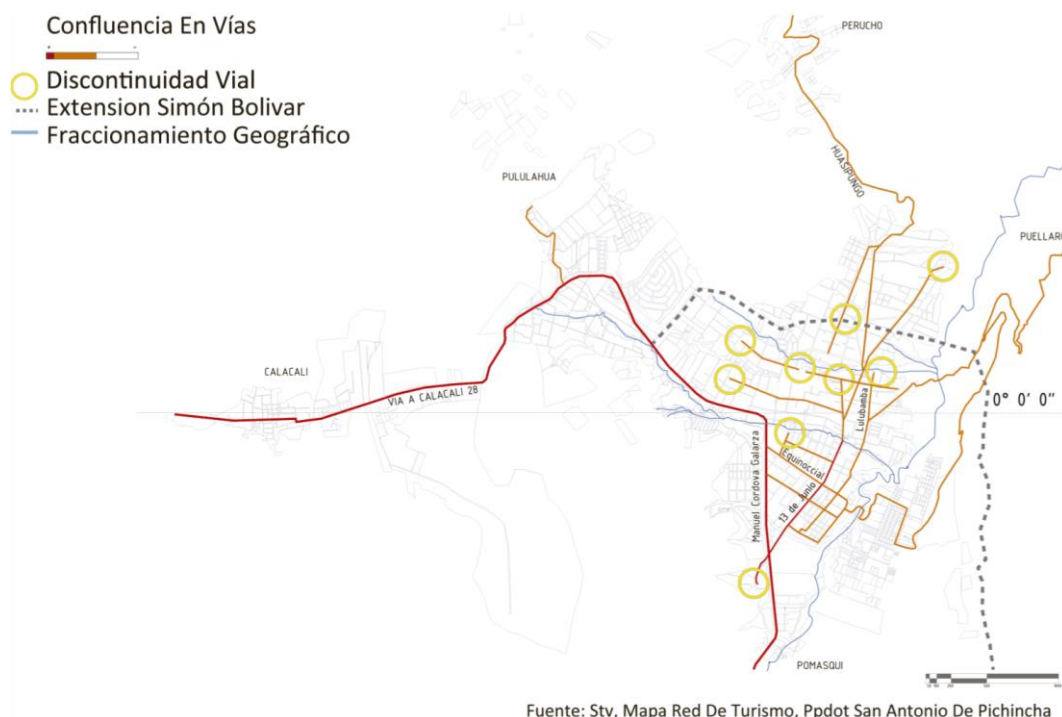 Confluencia En Vías
Discontinuidad Vial
Extension Simón Bolivar
Fraccionamiento Geográfico
PERUCHO
HUASIPUNGO
PULULAHUA
PUELLARO
CALACALI
VIA A CALACALI 28
Lulubamba
0° 0' 0"
Equinoccial
Manuel Cordova Galarza
13 de Junio
POMASQUI
Fuente: Stv, Mapa Red De Turismo, Ppdot San Antonio De Pichincha